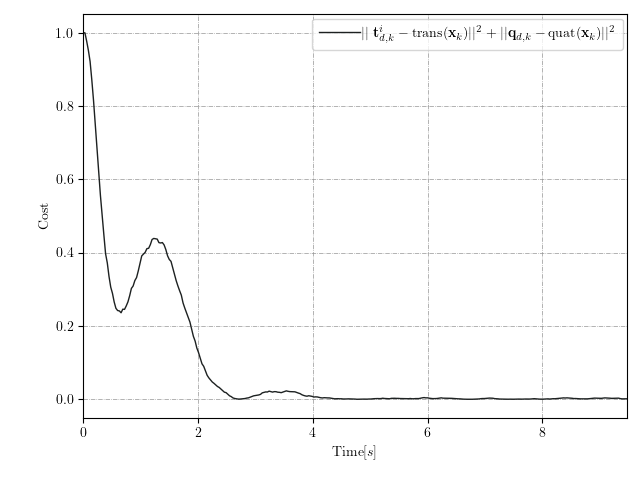 || t^i_{d,k} − trans(x_k)||^2 + ||q_{d,k} − quat(x_k)||^2
1.0
0.8
0.6
0.4
0.2
0.0
Cost
0 2 4 6 8
Time[s]